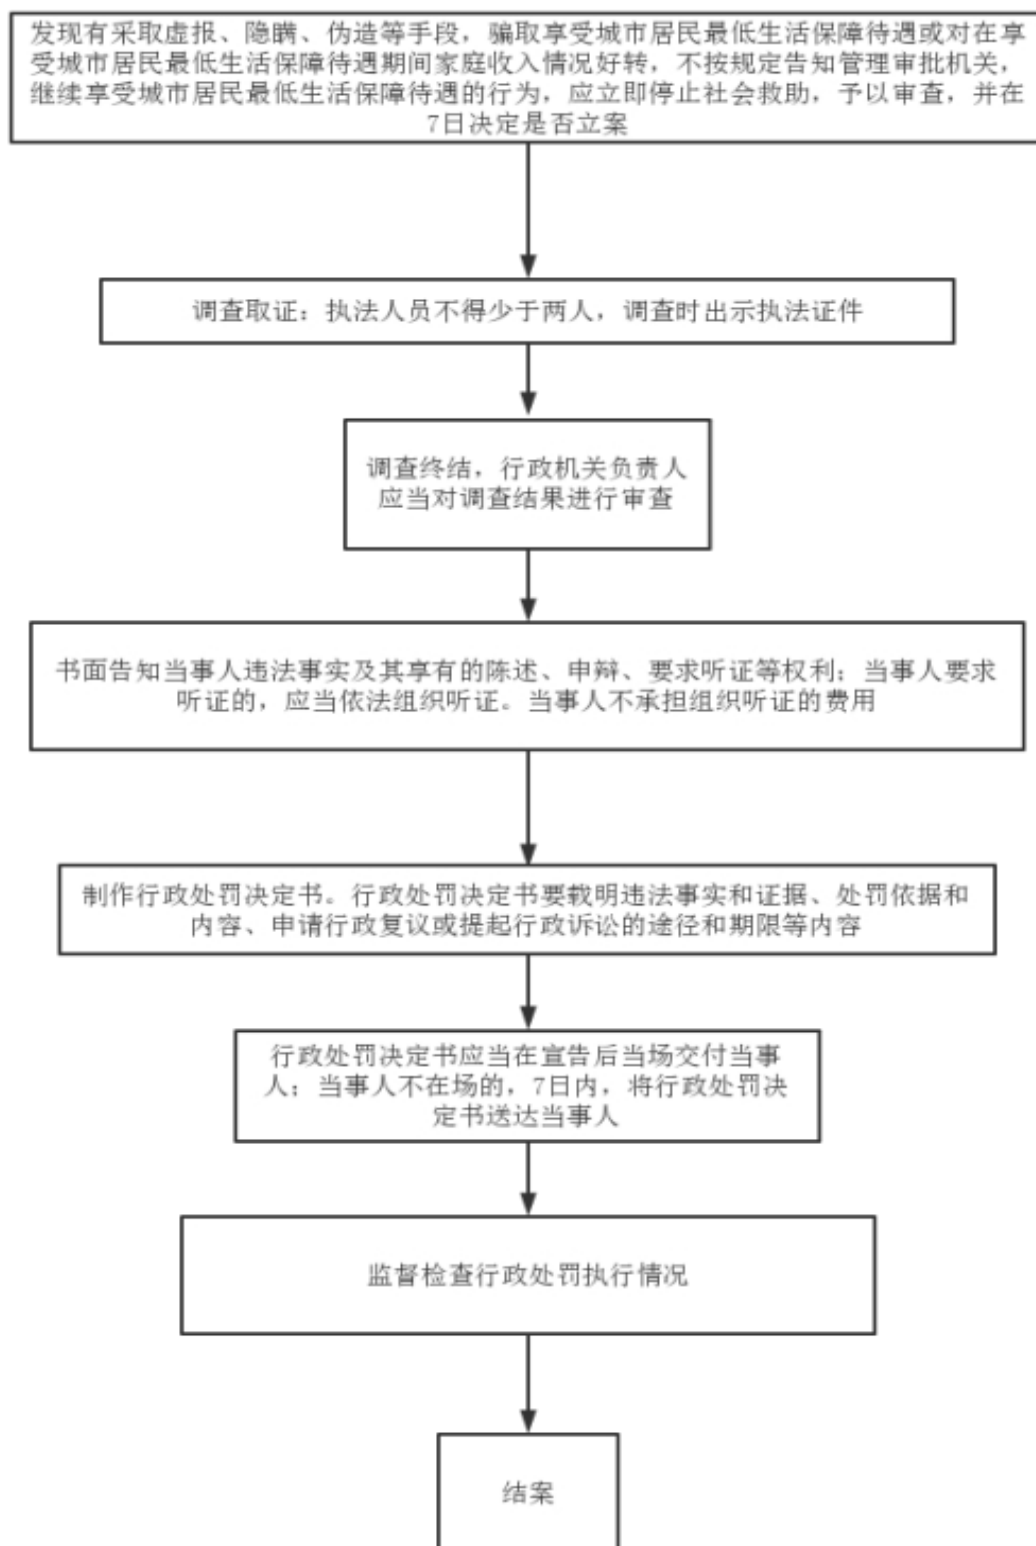 发现有采取虚报、隐瞒、伪造等手段，骗取享受城市居民最低生活保障待遇或对在享
受城市居民最低生活保障待遇期间家庭收入情况好转，不按规定告知管理审批机关，
继续享受城市居民最低生活保障待遇的行为，应立即停止社会救助，予以审查，并在
7日决定是否立案
调查取证：执法人员不得少于两人，调查时出示执法证件
调查终结，行政机关负责人
应当对调查结果进行审查
书面告知当事人违法事实及其享有的陈述、申辩、要求听证等权利；当事人要求
听证的，应当依法组织听证。当事人不承担组织听证的费用
制作行政处罚决定书。行政处罚决定书要载明违法事实和证据、处罚依据和
内容、申请行政复议或提起行政诉讼的途径和期限等内容
行政处罚决定书应当在宣告后当场交付当事
人；当事人不在场的，7日内，将行政处罚决
定书送达当事人
监督检查行政处罚执行情况
结案